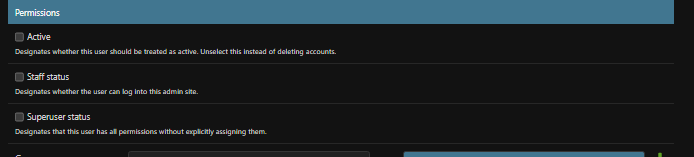 Permissions
Active
Designates whether this user should be treated as active. Unselect this instead of deleting accounts.
Staff status
Designates whether the user can log into this admin site.
Superuser status
Designates that this user has all permissions without explicitly assigning them.